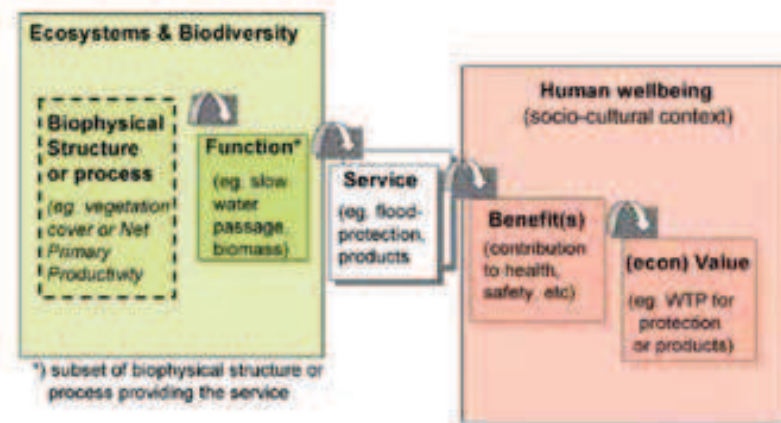 Ecosystems & Biodiversity
Biophysical
Structure
or process
(eg. vegetation
cover or Net
Primary
Productivity
Function*
(eg. slow
water
passage,
biomass)
Service
(eg. flood-
protection,
products
Human wellbeing
(socio-cultural context)
Benefit(s)
(contribution
to health,
safety, etc)
(econ) Value
(eg. WTP for
protection
or products)
*) subset of biophysical structure or
process providing the service